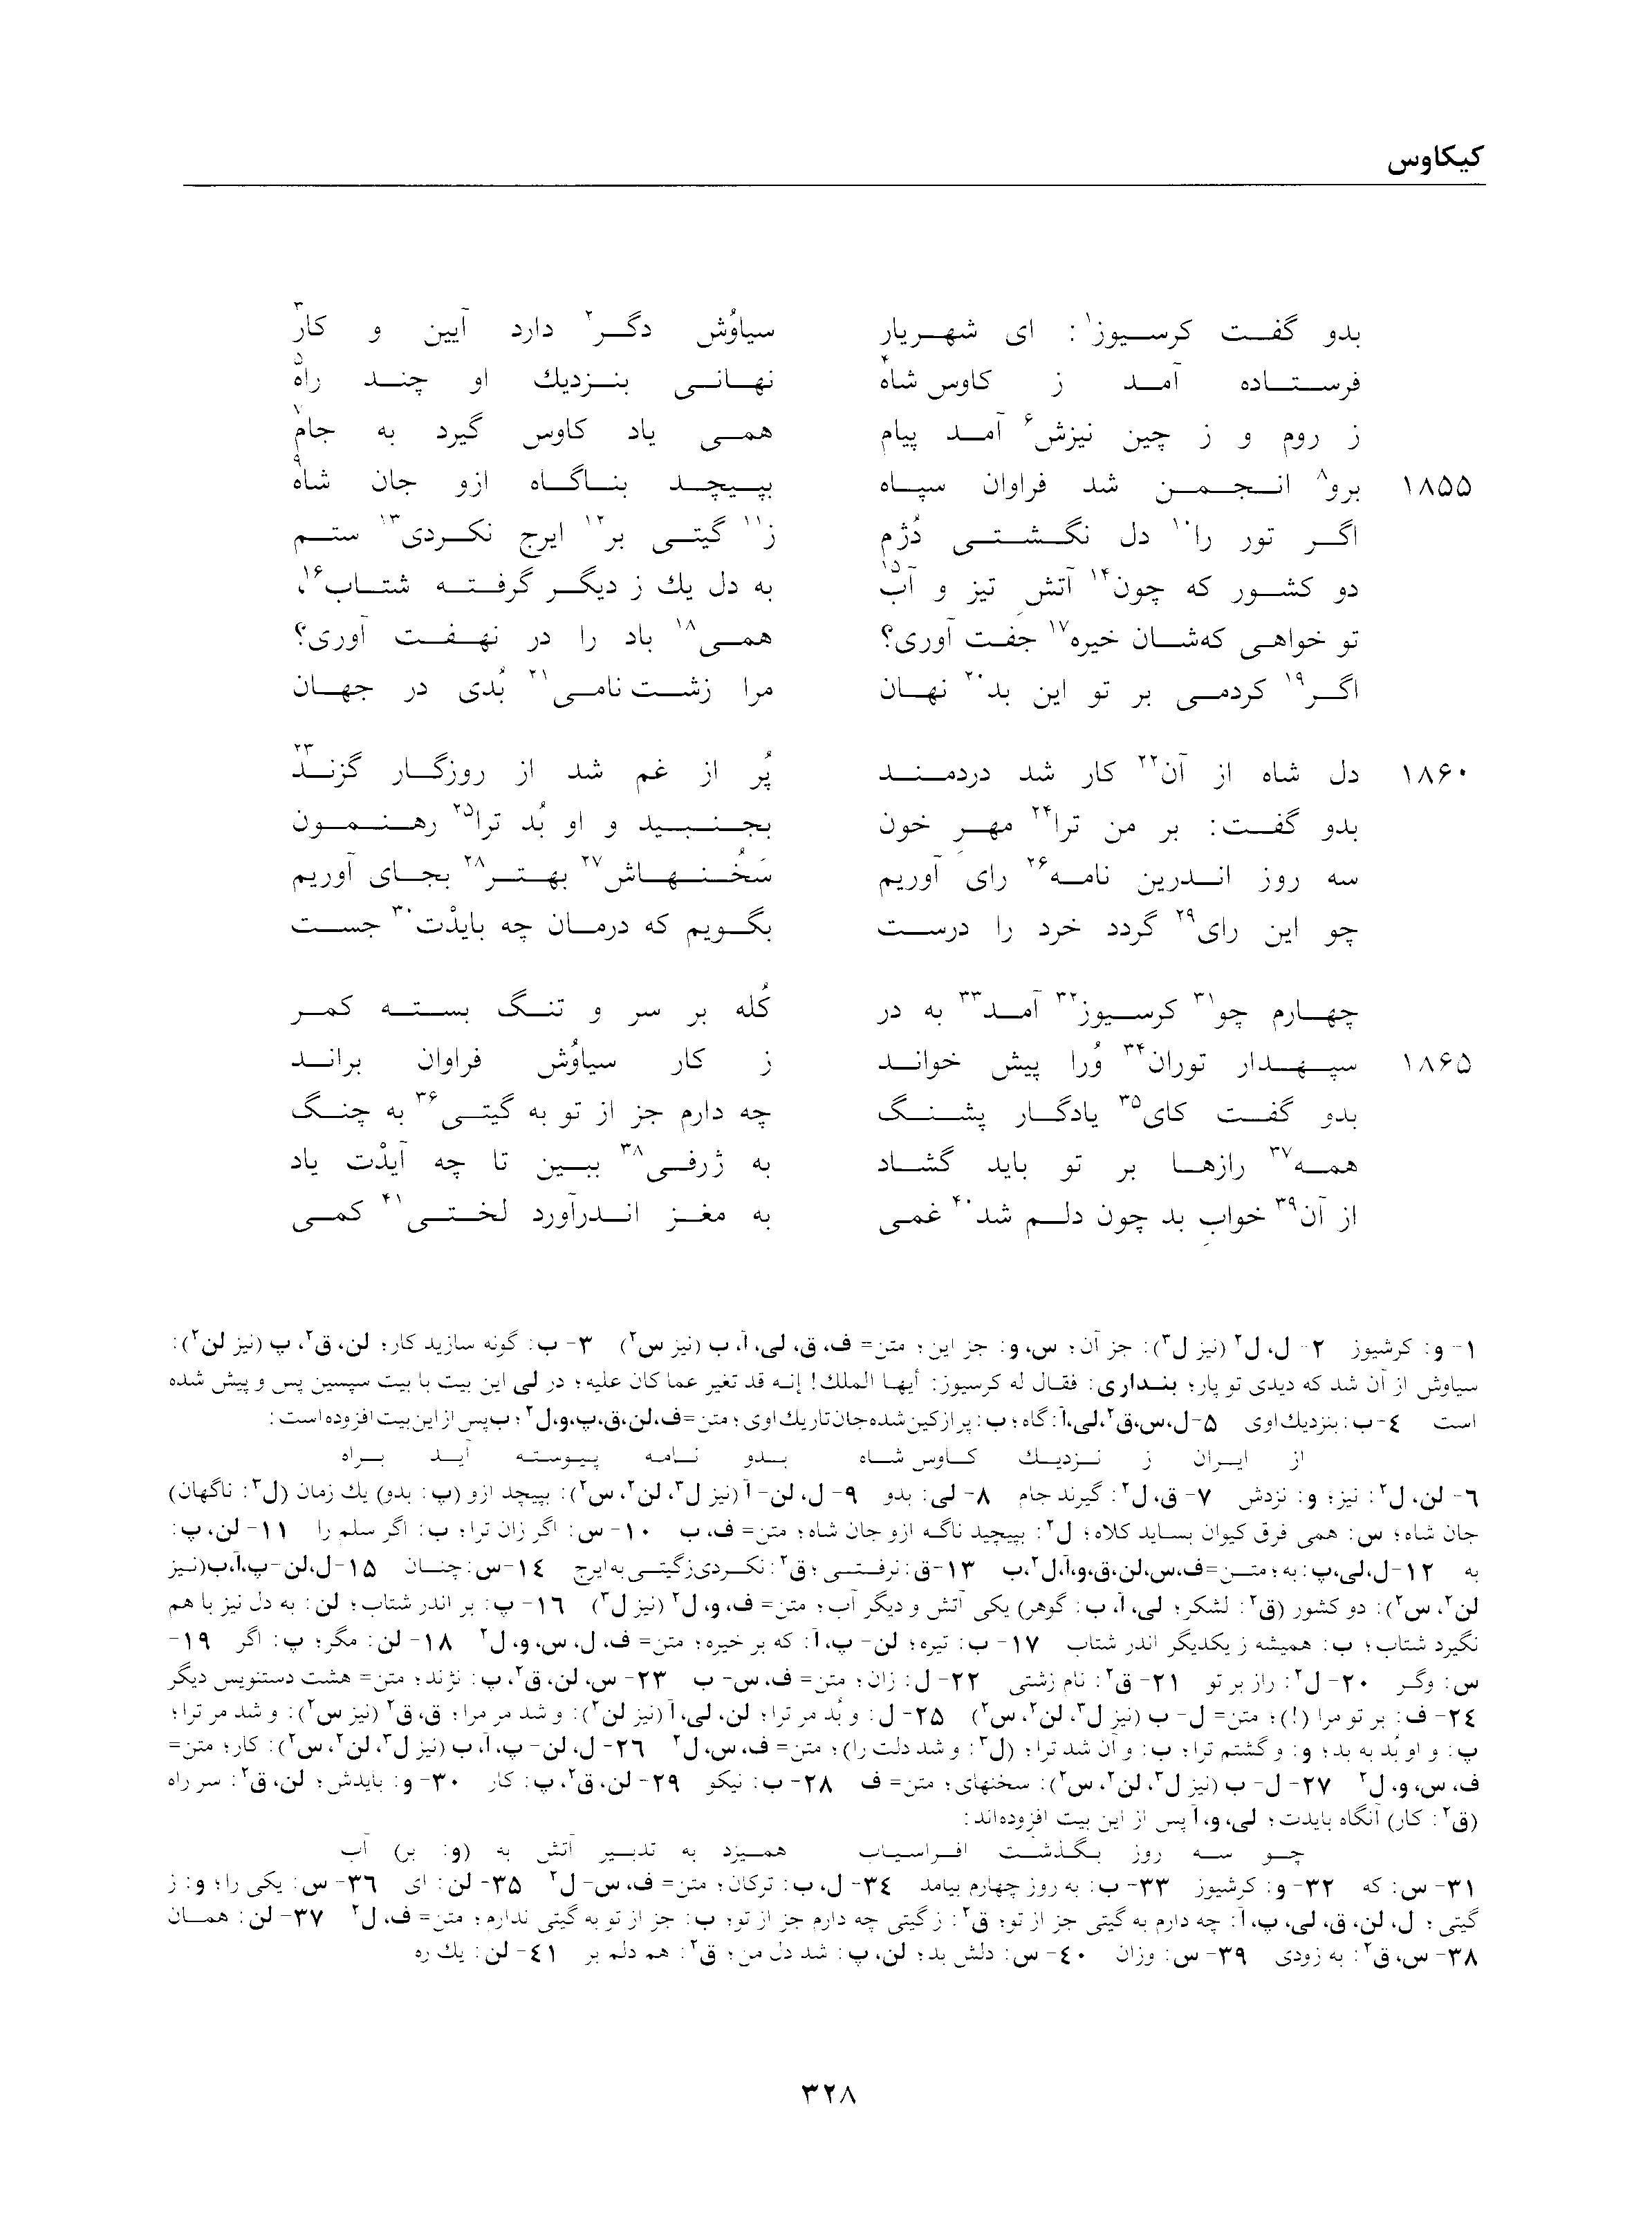 کیکاوس
بدو گفت کرسیوز۱: ای شهریار سیاوُش دگر۲ دارد آیین و کار۳
فرستاده آمد ز کاوس شاه۴ نهانی بنزدیك او چند راه۵
ز روم و ز چین نیزش۶ آمد پیام همی یاد کاوس گیرد به جام۷
۱۸۵۵ برو۸ انجمن شد فراوان سپاه بپیچد بناگاه ازو جان شاه۹
اگر تور را۱۰ دل نگشتی دُژم ز۱۱ گیتی بر۱۲ ایرج نکردی۱۳ ستم
دو کشور که چون۱۴ آتشِ تیز و آب۱۵ به دل یك ز دیگر گرفته شتاب۱۶،
تو خواهی که‌شان خیره۱۷ جفت آوری؟ همی۱۸ باد را در نهفت آوری؟
اگر۱۹ کردمی بر تو این بد۲۰ نهان مرا زشت نامی۲۱ بُدی در جهان
۱۸۶۰ دل شاه از آن۲۲ کار شد دردمند پُر از غم شد از روزگار گزند۲۳
بدو گفت: بر من ترا۲۴ مهرِ خون بجنبید و او بُد ترا۲۵ رهنمون
سه روز اندرین نامه۲۶ رای آوریم سَخُنهاش۲۷ بهتر۲۸ بجای آوریم
چو این رای۲۹ گردد خرد را درست بگویم که درمان چه بایدْت۳۰ جست
چهارم چو۳۱ کرسیوز۳۲ آمد۳۳ به در کُله بر سر و تنگ بسته کمر
۱۸۶۵ سپهدار توران۳۴ وُرا پیش خواند ز کار سیاوُش فراوان براند
بدو گفت کای۳۵ یادگار پشنگ چه دارم جز از تو به گیتی۳۶ به چنگ
همه۳۷ رازها بر تو باید گشاد به ژرفی۳۸ ببین تا چه آیدْت یاد
از آن۳۹ خوابِ بد چون دلم شد۴۰ غمی به مغز اندرآورد لختی۴۱ کمی
۱- و: کرشیوز ۲- ل، ل۲ (نیز ل۳): جز آن؛ س، و: جز این؛ متن= ف، ق، لی، آ، ب (نیز س۲) ۳- ب: گونه سازید کار؛ لن، ق۲، پ (نیز لن۲):
سیاوش از آن شد که دیدی تو پار؛ بنداری: فقال له کرسیوز: أیها الملك! إنه قد تغیر عما کان علیه؛ در لی این بیت با بیت سپسین پس و پیش شده
است ۴- ب: بنزدیك اوی ۵- ل، س، ق۲، لی، آ: گاه؛ ب: پر از کین شده جان تاریك اوی؛ متن= ف، لن، ق، پ، و، ل۲؛ ب پس از این بیت افزوده است:
از ایران ز نزدیك کاوس شاه بدو نامه پیوسته آید براه
۶- لن، ل۲: نیز؛ و: نزدش ۷- ق، ل۲: گیرند جام ۸- لی: بدو ۹- ل، لن- آ (نیز ل۳، لن۲، س۲): بپیچد ازو (پ: بدو) یك زمان (ل۳: ناگهان)
جان شاه؛ س: همی فرق کیوان بساید کلاه؛ ل۲: بپیچید ناگه ازو جان شاه؛ متن= ف، ب ۱۰- س: اگر زان ترا؛ ب: اگر سلم را ۱۱- لن، پ:
به ۱۲- ل، لی، پ: به؛ متن= ف، س، لن، ق، و، آ، ل۲، ب ۱۳- ق: نرفتی؛ ق۲: نکردی ز گیتی به ایرج ۱۴- س: چنان ۱۵- ل، لن- پ، آ، ب (نیز
لن۲، س۲): دو کشور (ق۲: لشکر؛ لی، آ، ب: گوهر) یکی آتش و دیگر آب؛ متن= ف، و، ل۲ (نیز ل۳) ۱۶- پ: بر اندر شتاب؛ لن: به دل نیز با هم
نگیرد شتاب؛ ب: همیشه ز یکدیگر اندر شتاب ۱۷- ب: تیره؛ لن- پ، آ: که بر خیره؛ متن= ف، ل، س، و، ل۲ ۱۸- لن: مگر؛ پ: اگر ۱۹-
س: وگر ۲۰- ل۲: راز بر تو ۲۱- ق۲: نام زشتی ۲۲- ل: زان؛ متن= ف، س- ب ۲۳- س، لن، ق۲، پ: نژند؛ متن= هشت دستنویس دیگر
۲۴- ف: بر تو مرا (!)؛ متن= ل- ب (نیز ل۳، لن۲، س۲) ۲۵- ل: و بُد مر ترا؛ لن، لی، آ (نیز لن۲): و شد مر مرا؛ ق، ق۲ (نیز س۲): و شد مر ترا؛
پ: و او بُد به بد؛ و: و گشتم ترا؛ ب: و آن شد ترا؛ (ل۳: و شد دلت را)؛ متن= ف، س، ل۲ ۲۶- ل، لن- پ، آ، ب (نیز ل۳، لن۲، س۲): کار؛ متن=
ف، س، و، ل۲ ۲۷- ل- ب (نیز ل۳، لن۲، س۲): سخنهای؛ متن= ف ۲۸- ب: نیکو ۲۹- لن، ق۲، پ: کار ۳۰- و: بایدش؛ لن، ق۲: سر راه
(ق۲: کار) آنگاه بایدت؛ لی، و، آ پس از این بیت افزوده‌اند:
چو سه روز بگذشت افراسیاب همیزد به تدبیر آتش به (و: بر) آب
۳۱- س: که ۳۲- و: کرشیوز ۳۳- ب: به روز چهارم بیامد ۳۴- ل، ب: ترکان؛ متن= ف، س- ل۲ ۳۵- لن: ای ۳۶- س: یکی را؛ و: ز
گیتی؛ ل، لن، ق، لی، پ، آ: چه دارم به گیتی جز از تو؛ ق۲: ز گیتی چه دارم جز از تو؛ ب: جز از تو به گیتی ندارم؛ متن= ف، ل۲ ۳۷- لن: همان
۳۸- س، ق۲: به زودی ۳۹- س: وزان ۴۰- س: دلش بد؛ لن، پ: شد دل من؛ ق۲: هم دلم بر ۴۱- لن: یك ره
۳۲۸